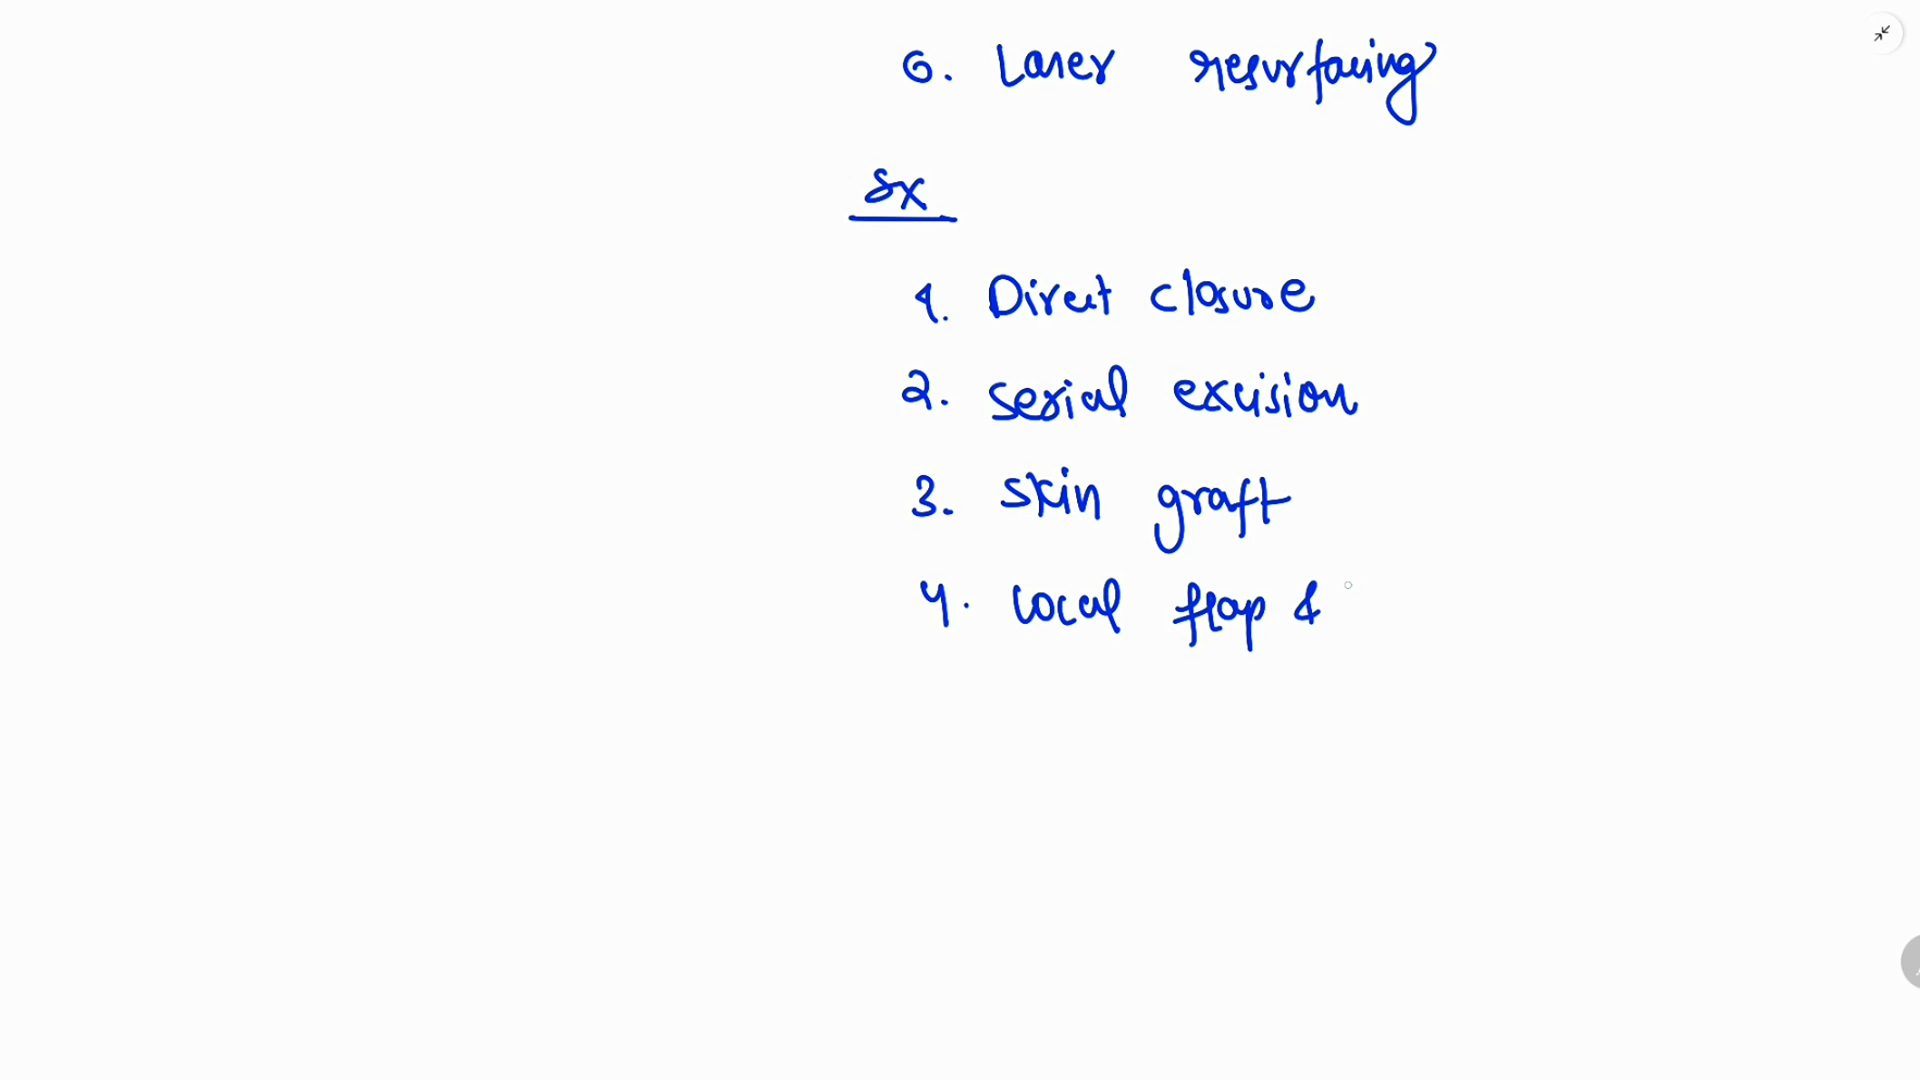 6. Laser resurfacing
Sx
1. Direct closure
2. serial excision
3. skin graft
4. Local flap &